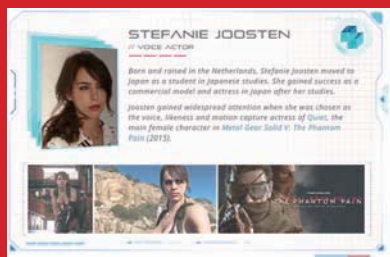 STEFANIE JOOSTEN
// VOICE ACTOR
Born and raised in the Netherlands, Stefanie Joosten moved to
Japan as a student in Japanese studies. She gained success as a
commercial model and actress in Japan after her studies.
Joosten gained widespread attention when she was chosen as
the voice, likeness and motion capture actress of Quiet, the
main female character in Metal Gear Solid V: The Phantom
Pain (2015).
THE PHANTOM PAIN